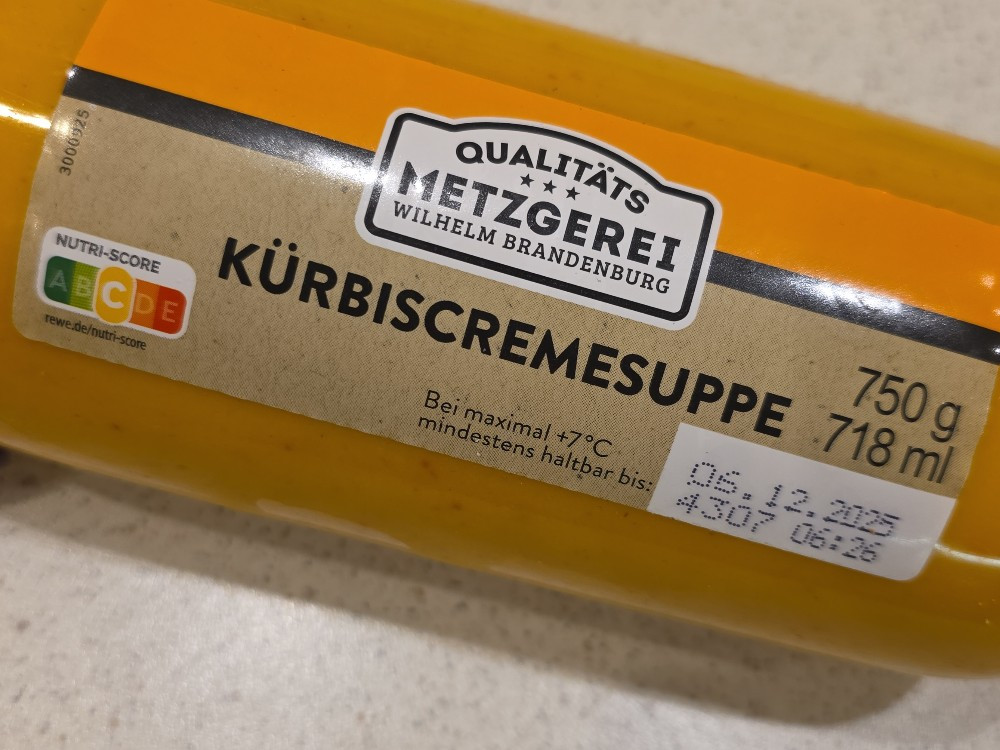 3000925
NUTRI-SCORE
A B C D E
rewe.de/nutri-score
QUALITÄTS
METZGEREI
WILHELM BRANDENBURG
KÜRBISCREMESUPPE
750 g
718 ml
Bei maximal +7°C
mindestens haltbar bis:
06.12.2025
4307 06:26